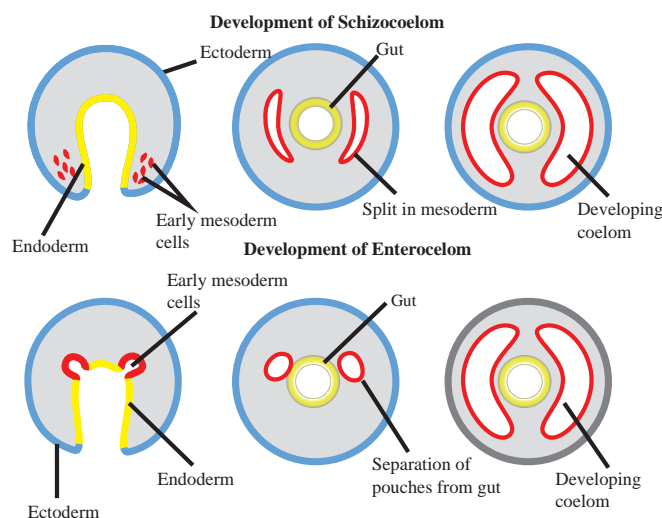 Development of Schizocoelom
Ectoderm
Gut
Endoderm
Early mesoderm
cells
Split in mesoderm
Developing
coelom
Development of Enterocelom
Early mesoderm
cells
Gut
Ectoderm
Endoderm
Separation of
pouches from gut
Developing
coelom